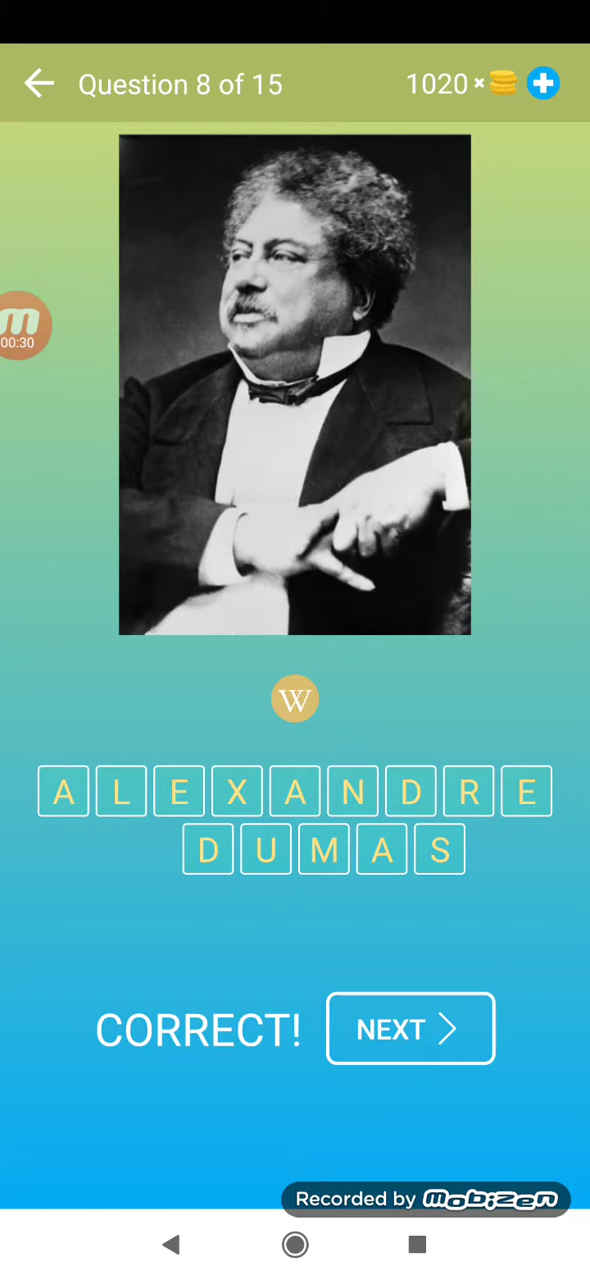 Question 8 of 15
1020 ×
00:30
W
ALEXANDRE
DUMAS
CORRECT! NEXT
Recorded by mobizen